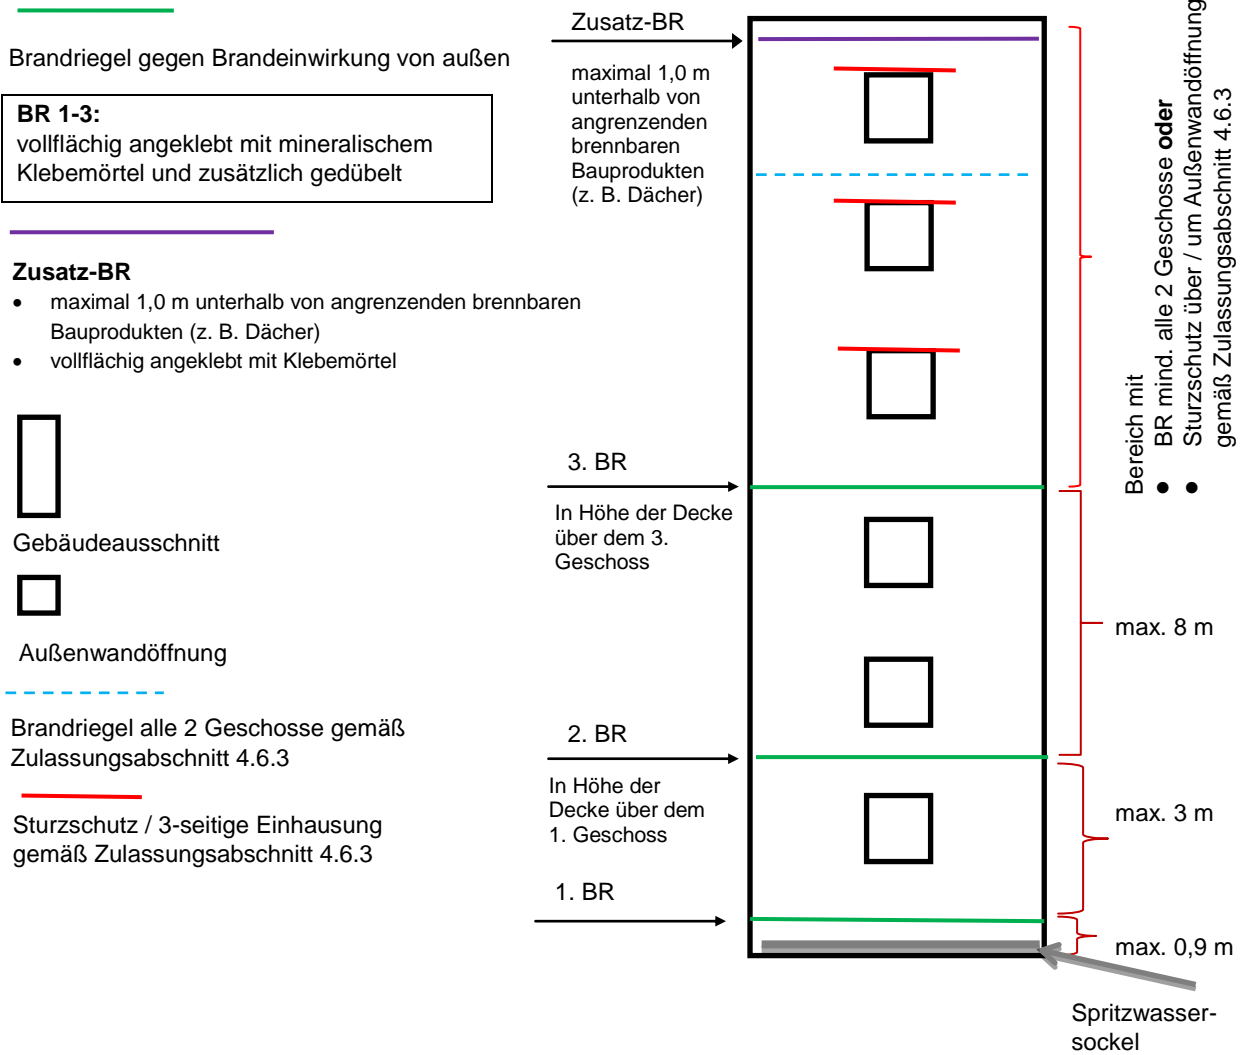 Brandriegel gegen Brandeinwirkung von außen
BR 1-3:
vollflächig angeklebt mit mineralischem
Klebemörtel und zusätzlich gedübelt
Zusatz-BR
• maximal 1,0 m unterhalb von angrenzenden brennbaren
Bauprodukten (z. B. Dächer)
• vollflächig angeklebt mit Klebemörtel
Gebäudeausschnitt
Außenwandöffnung
Brandriegel alle 2 Geschosse gemäß
Zulassungsabschnitt 4.6.3
Sturzschutz / 3-seitige Einhausung
gemäß Zulassungsabschnitt 4.6.3
Zusatz-BR
maximal 1,0 m
unterhalb von
angrenzenden
brennbaren
Bauprodukten
(z. B. Dächer)
3. BR
In Höhe der Decke
über dem 3.
Geschoss
2. BR
In Höhe der
Decke über dem
1. Geschoss
1. BR
Bereich mit
• BR mind. alle 2 Geschosse oder
• Sturzschutz über / um Außenwandöffnung
gemäß Zulassungsabschnitt 4.6.3
max. 8 m
max. 3 m
max. 0,9 m
Spritzwasser-
sockel